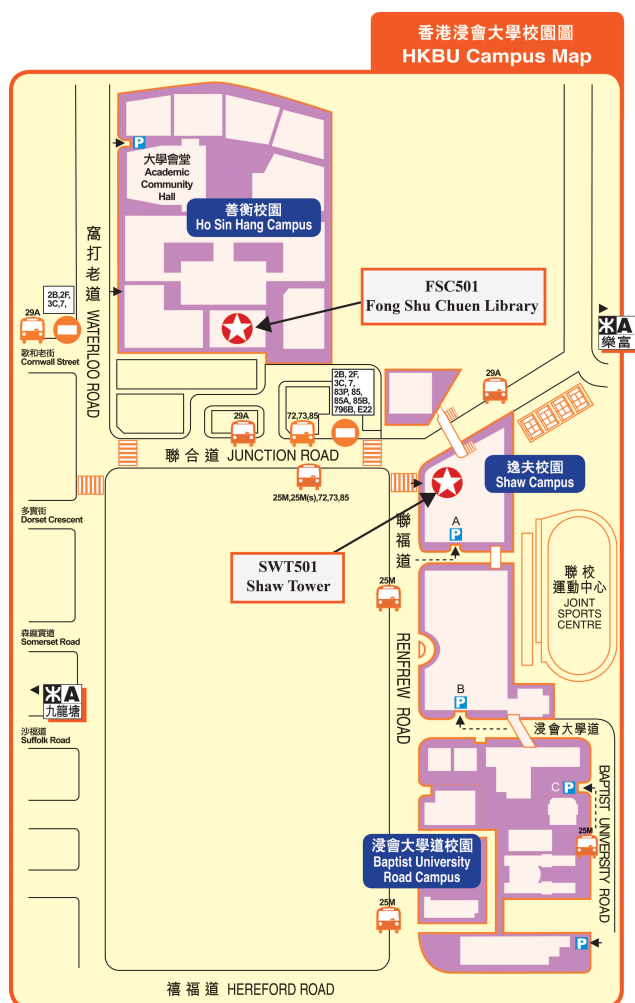 香港浸會大學校園圖
HKBU Campus Map
P
大學會堂
Academic
Community
Hall
善衡校園
Ho Sin Hang Campus
窩打老道 WATERLOO ROAD
2B,2F,
3C,7,
29A
歌和老街
Cornwall Street
FSC501
Fong Shu Chuen Library
A
樂富
2B, 2F,
3C, 7,
83P, 85,
85A, 85B,
796B, E22
29A
29A
72,73,85
聯合道 JUNCTION ROAD
25M,25M(s),72,73,85
逸夫校園
Shaw Campus
多實街
Dorset Crescent
A
P
聯福道 RENFREW ROAD
SWT501
Shaw Tower
25M
聯校
運動中心
JOINT
SPORTS
CENTRE
森麻實道
Somerset Road
A
九龍塘
B
P
沙福道
Suffolk Road
浸會大學道
BAPTIST UNIVERSITY ROAD
C P
25M
浸會大學道校園
Baptist University
Road Campus
25M
P
禧福道 HEREFORD ROAD